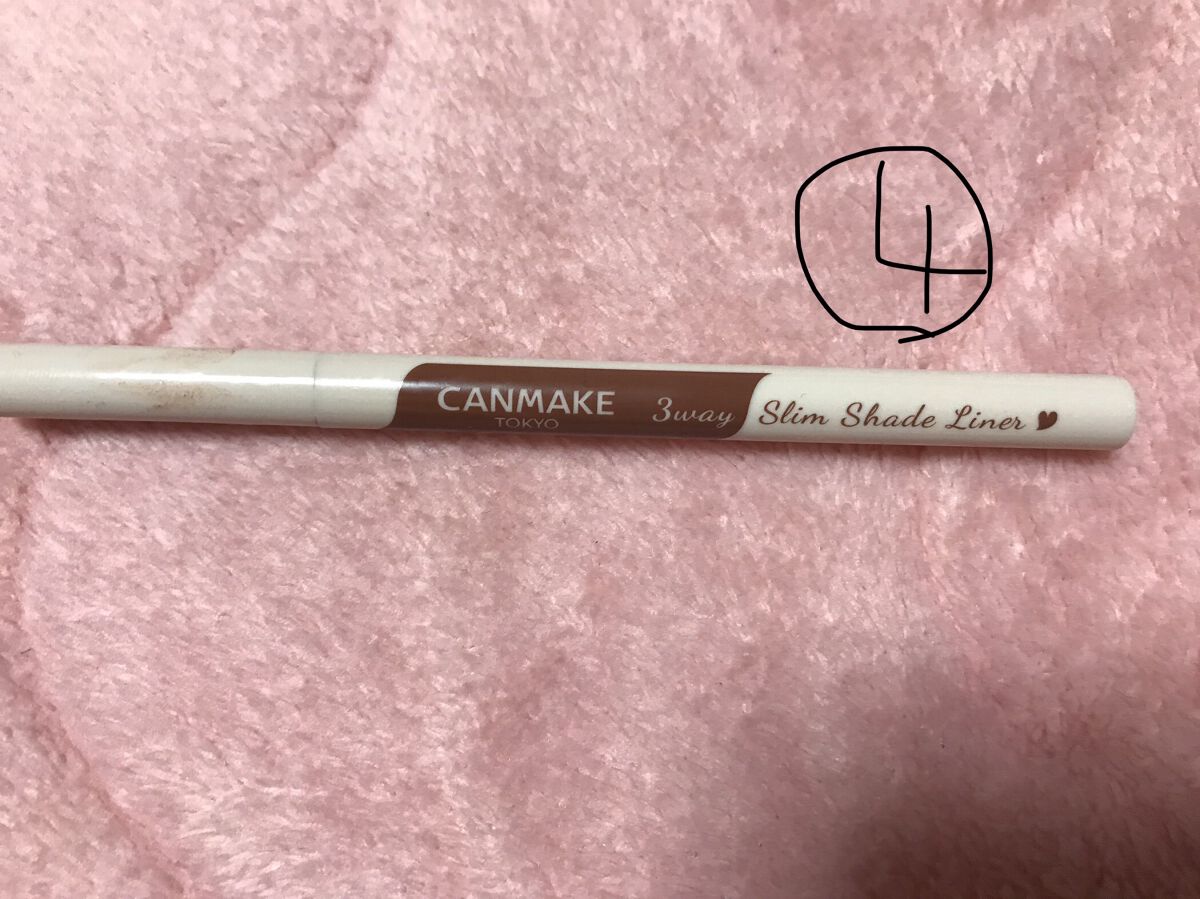 ④
CANMAKE
TOKYO
3way Slim Shade Liner ♥